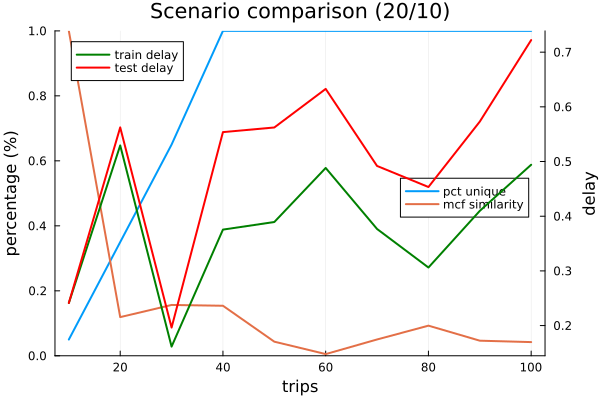 Scenario comparison (20/10)
train delay
test delay
pct unique
mcf similarity
percentage (%)
delay
trips
1.0
0.8
0.6
0.4
0.2
0.0
0.7
0.6
0.5
0.4
0.3
0.2
20
40
60
80
100